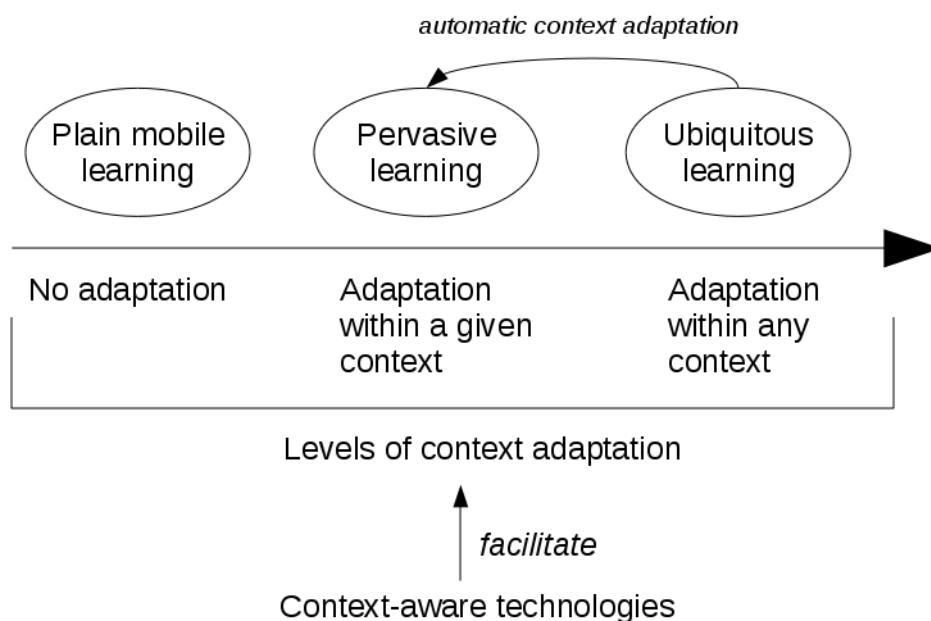 automatic context adaptation
Plain mobile
learning
Pervasive
learning
Ubiquitous
learning
No adaptation
Adaptation
within a given
context
Adaptation
within any
context
Levels of context adaptation
facilitate
Context-aware technologies